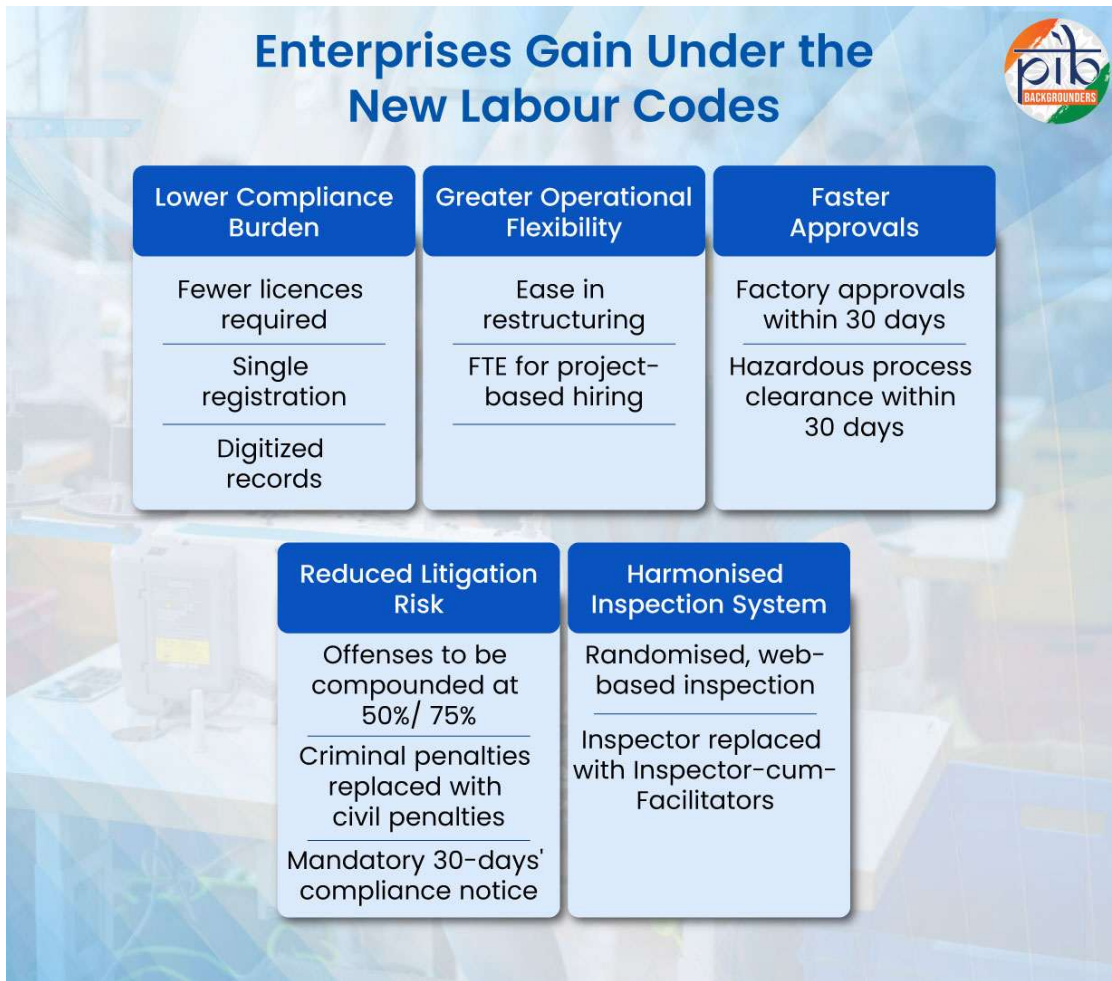 Enterprises Gain Under the
New Labour Codes
pib
BACKGROUNDERS
Lower Compliance
Burden
Fewer licences
required
Single
registration
Digitized
records
Greater Operational
Flexibility
Ease in
restructuring
FTE for project-
based hiring
Faster
Approvals
Factory approvals
within 30 days
Hazardous process
clearance within
30 days
Reduced Litigation
Risk
Offenses to be
compounded at
50%/ 75%
Criminal penalties
replaced with
civil penalties
Mandatory 30-days'
compliance notice
Harmonised
Inspection System
Randomised, web-
based inspection
Inspector replaced
with Inspector-cum-
Facilitators